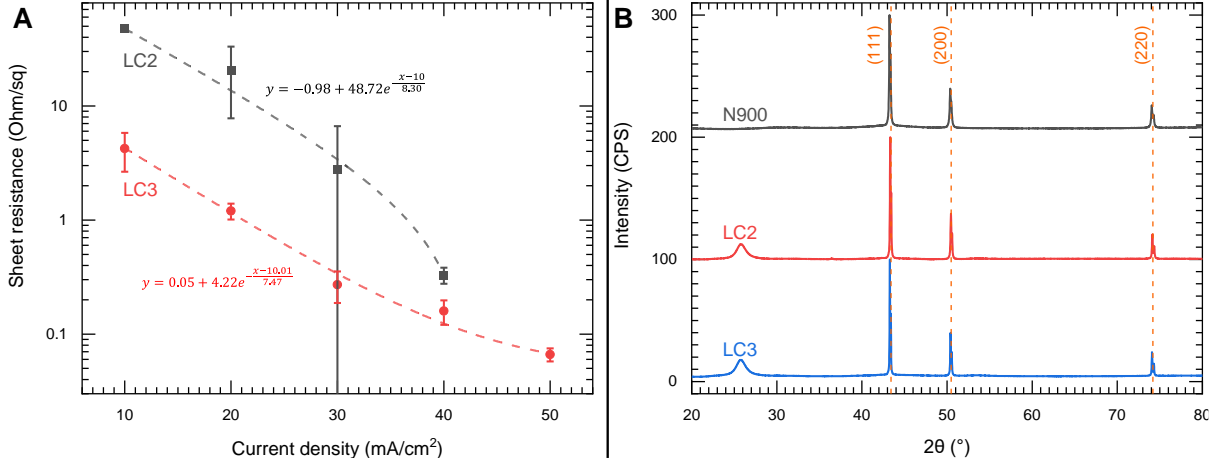 A
Sheet resistance (Ohm/sq)
10
1
0.1
LC2
LC3
y = −0.98 + 48.72e^{−\frac{x−10}{8.30}}
y = 0.05 + 4.22e^{−\frac{x−10.01}{7.47}}
10 20 30 40 50
Current density (mA/cm²)
B
Intensity (CPS)
300
200
100
0
(111)
(200)
(220)
N900
LC2
LC3
20 30 40 50 60 70 80
2θ (°)